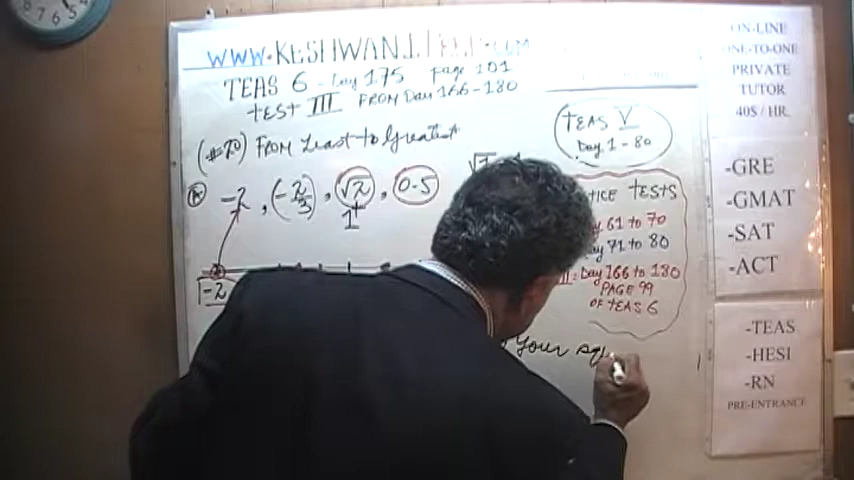 WWW.KESHWANI
TEAS 6 - Day 175 Page 101
TEST III FROM Day 166-180
(#20) FROM Least to Greatest
TEAS V
Day 1-80
(A) -2, (-2/3), √2, 0.5
1+
-2
TICE TESTS
61 to 70
71 to 80
Day 166 to 180
PAGE 99
OF TEAS 6
your sq
ON-LINE
ONE-TO-ONE
PRIVATE
TUTOR
40$ / HR.
-GRE
-GMAT
-SAT
-ACT
-TEAS
-HESI
-RN
PRE-ENTRANCE